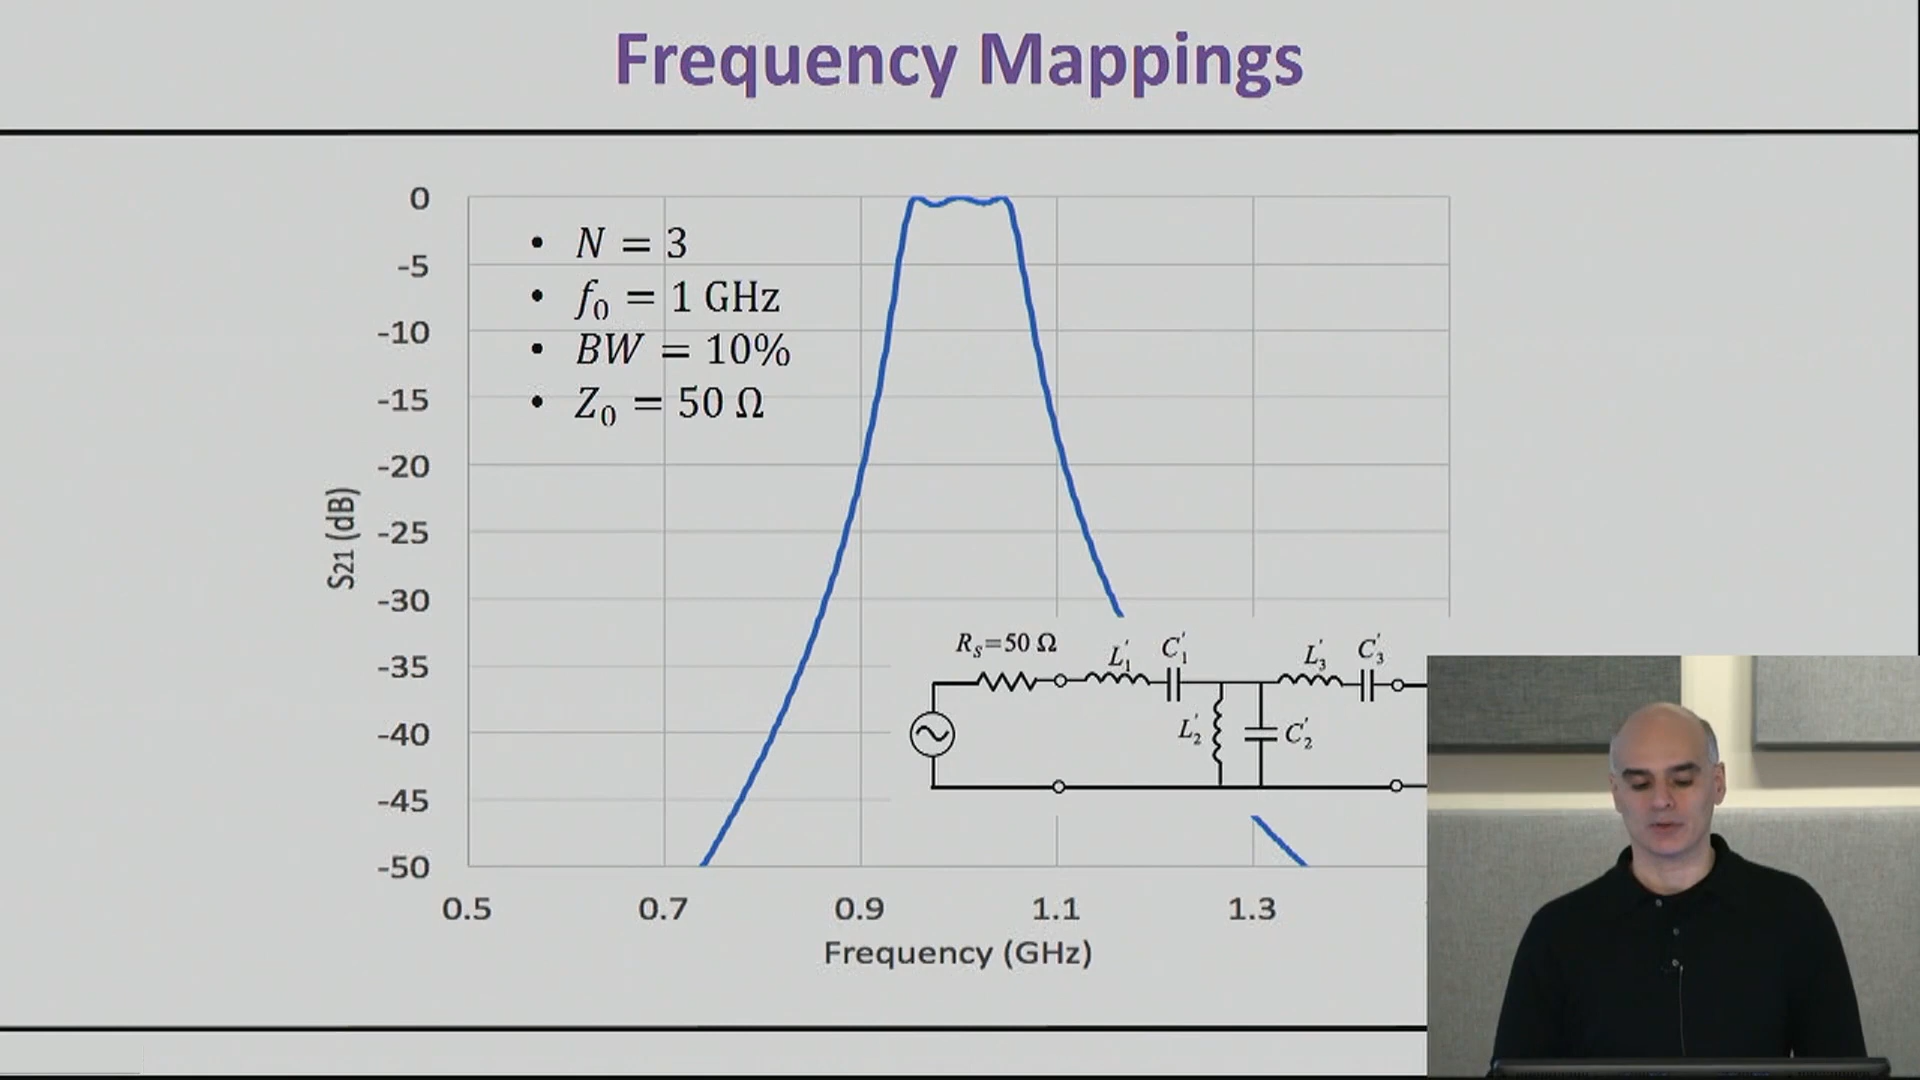 Frequency Mappings
0
-5
-10
-15
-20
-25
-30
-35
-40
-45
-50
S21 (dB)
• N = 3
• f₀ = 1 GHz
• BW = 10%
• Z₀ = 50 Ω
Rₛ=50 Ω
L′₁
C′₁
L′₃
C′₃
L′₂
C′₂
0.5
0.7
0.9
1.1
1.3
Frequency (GHz)